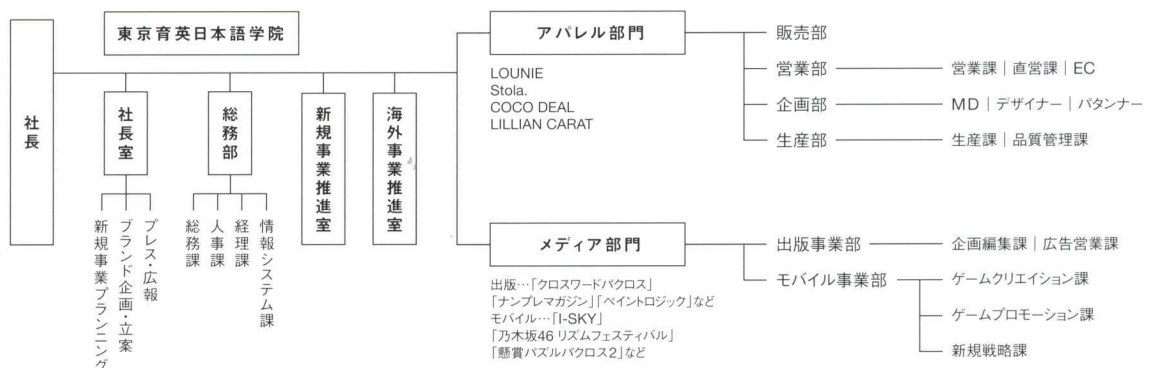 社長
東京育英日本語学院
社長室
新規事業プランニング
ブランド企画・立案
プレス・広報
総務部
総務課
人事課
経理課
情報システム課
新規事業推進室
海外事業推進室
アパレル部門
LOUNIE
Stola.
COCO DEAL
LILLIAN CARAT
販売部
営業部
営業課｜直営課｜EC
企画部
MD｜デザイナー｜パタンナー
生産部
生産課｜品質管理課
メディア部門
出版…「クロスワードパクロス」
「ナンプレマガジン」「ペイントロジック」など
モバイル…「I-SKY」
「乃木坂46 リズムフェスティバル」
「懸賞パズルパクロス2」など
出版事業部
企画編集課｜広告営業課
モバイル事業部
ゲームクリエイション課
ゲームプロモーション課
新規戦略課